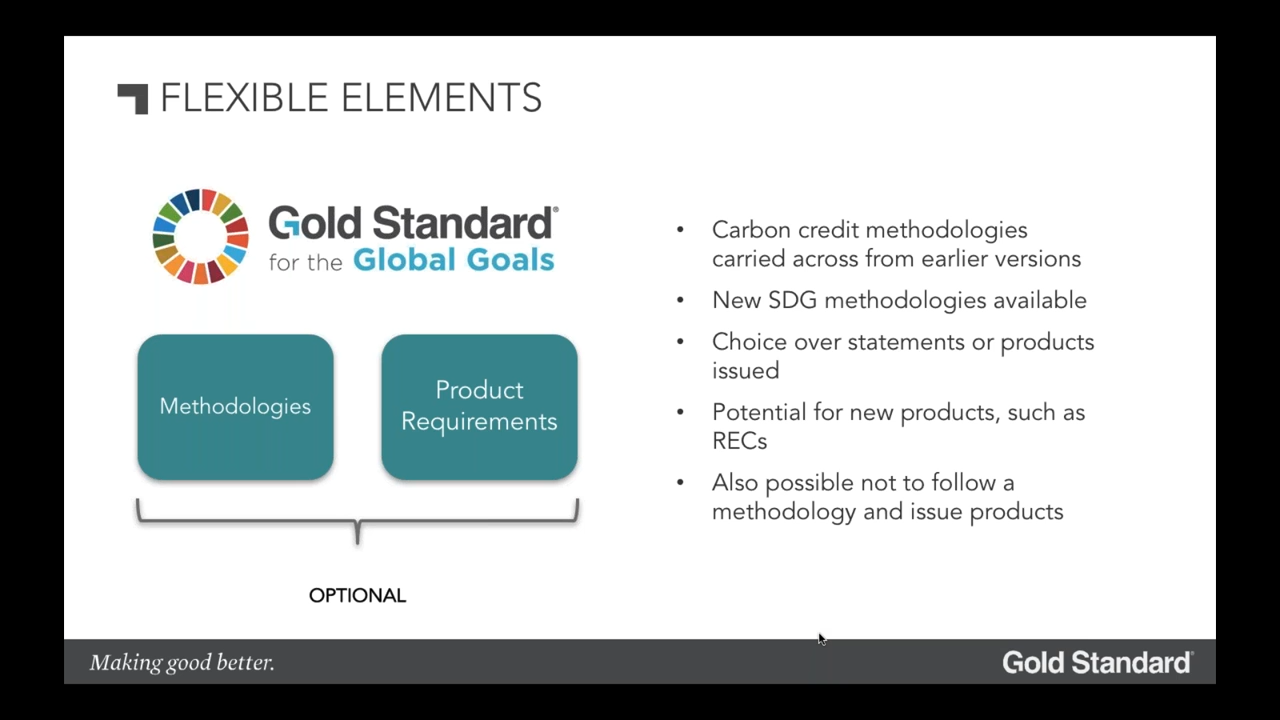 FLEXIBLE ELEMENTS
Gold Standard®
for the Global Goals
Methodologies
Product
Requirements
OPTIONAL
• Carbon credit methodologies
carried across from earlier versions
• New SDG methodologies available
• Choice over statements or products
issued
• Potential for new products, such as
RECs
• Also possible not to follow a
methodology and issue products
Making good better.
Gold Standard®